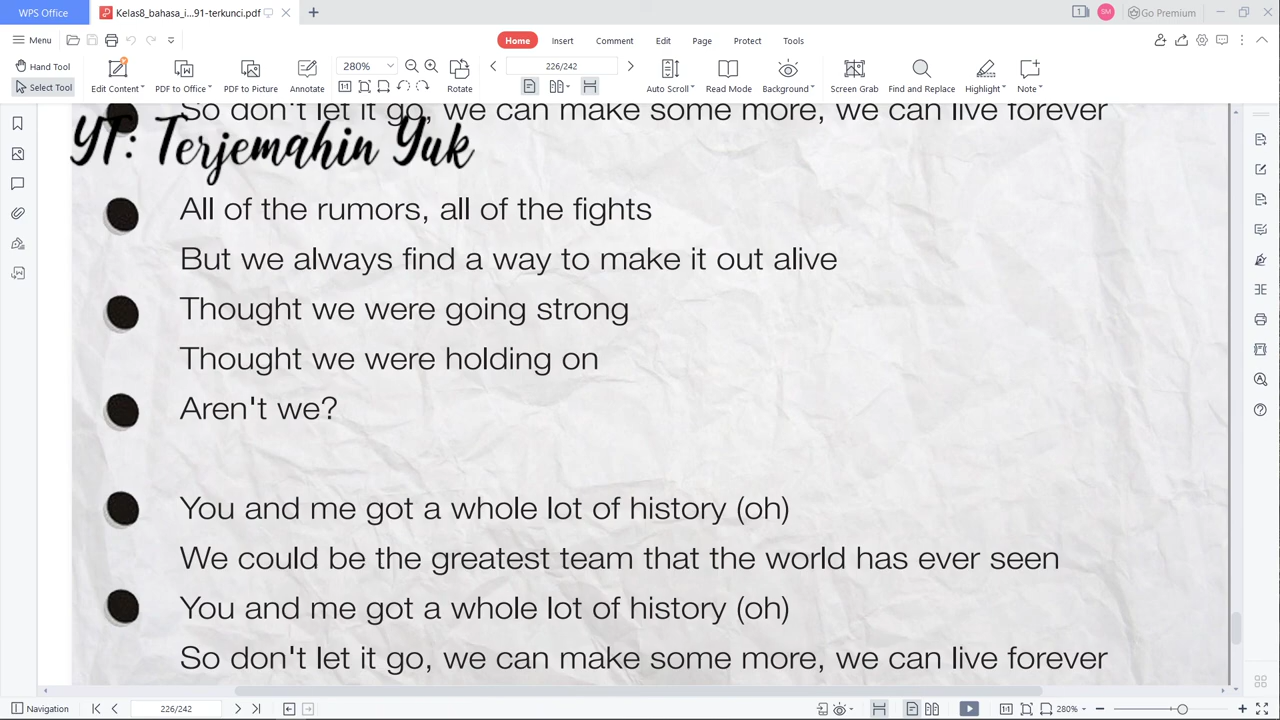 WPS Office
Kelas8_bahasa_i...91-terkunci.pdf
1
SM
Go Premium
Menu
Home
Insert
Comment
Edit
Page
Protect
Tools
Hand Tool
Select Tool
Edit Content
PDF to Office
PDF to Picture
Annotate
280%
Rotate
226/242
Auto Scroll
Read Mode
Background
Screen Grab
Find and Replace
Highlight
Note
So don't let it go, we can make some more, we can live forever
YT: Terjemahin Yuk
All of the rumors, all of the fights
But we always find a way to make it out alive
Thought we were going strong
Thought we were holding on
Aren't we?
You and me got a whole lot of history (oh)
We could be the greatest team that the world has ever seen
You and me got a whole lot of history (oh)
So don't let it go, we can make some more, we can live forever
Navigation
226/242
280%